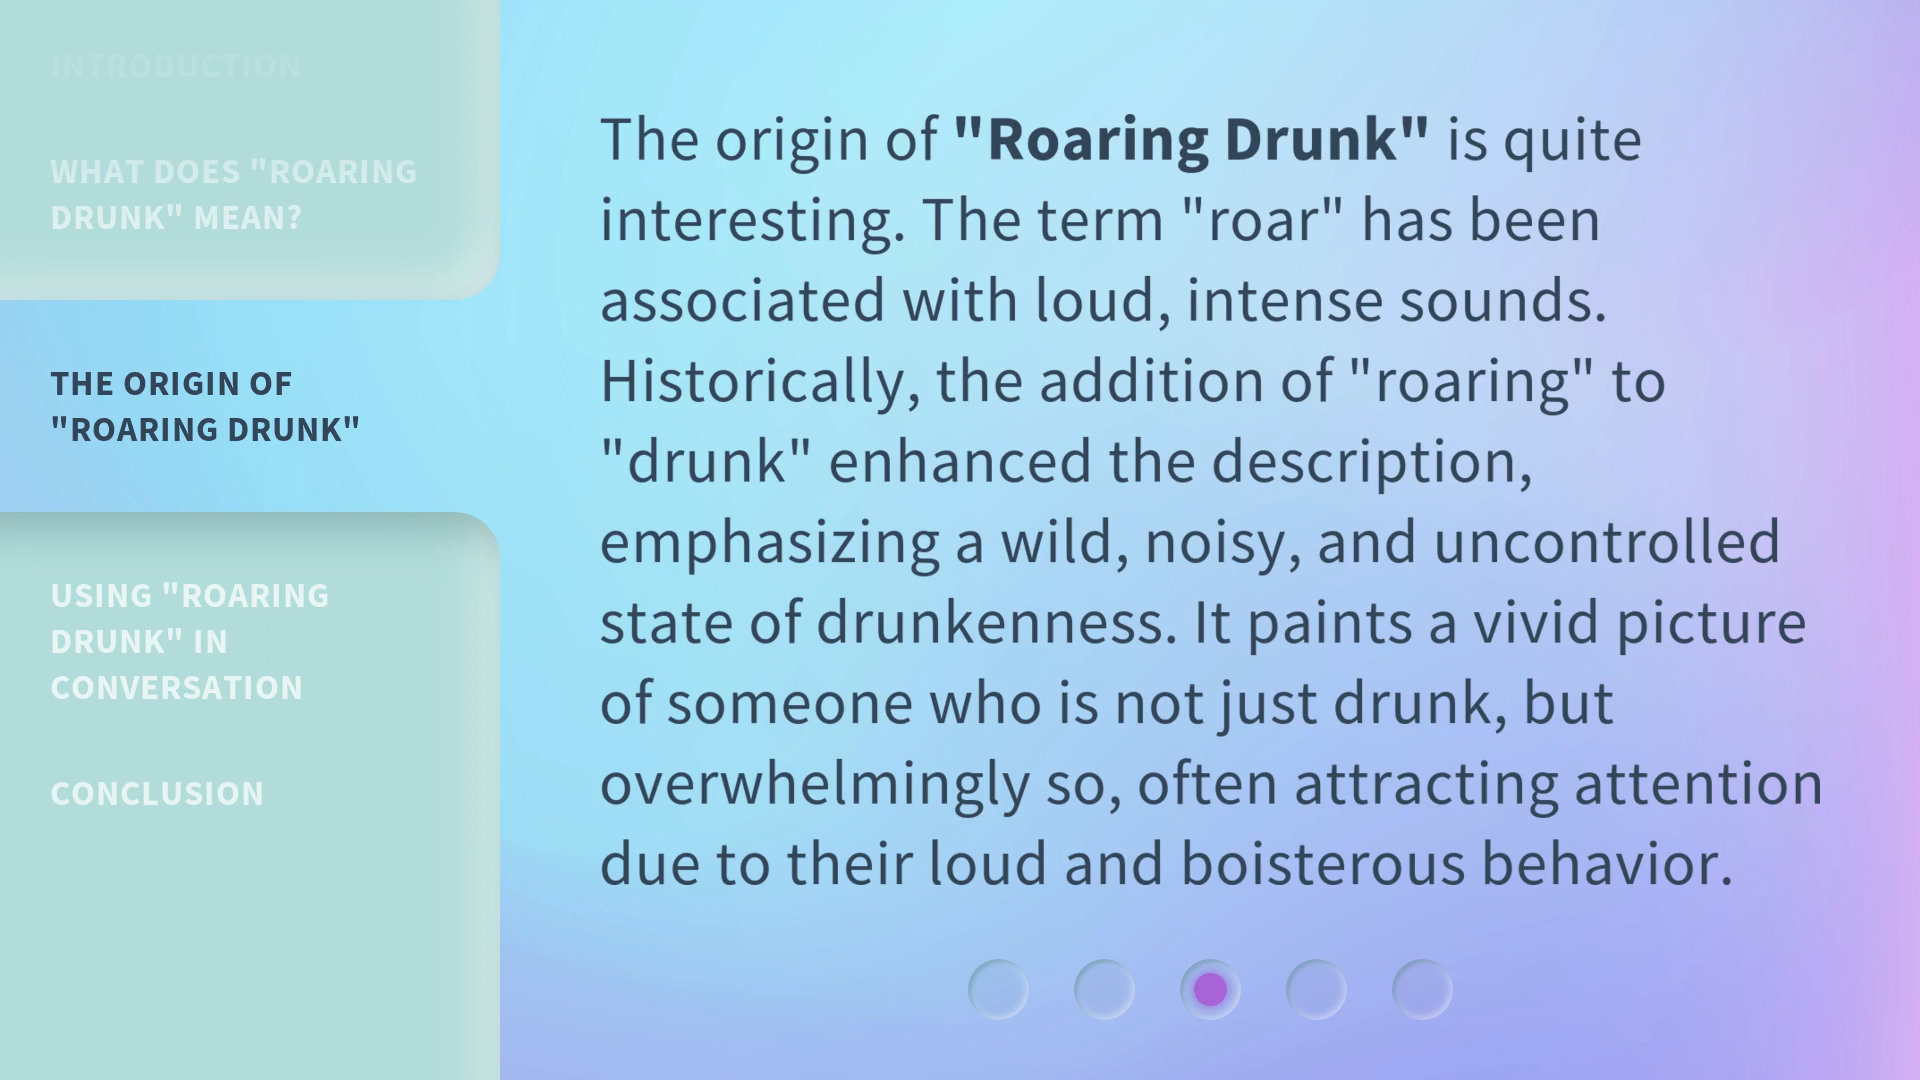 INTRODUCTION
WHAT DOES "ROARING
DRUNK" MEAN?
THE ORIGIN OF
"ROARING DRUNK"
USING "ROARING
DRUNK" IN
CONVERSATION
CONCLUSION
The origin of "Roaring Drunk" is quite
interesting. The term "roar" has been
associated with loud, intense sounds.
Historically, the addition of "roaring" to
"drunk" enhanced the description,
emphasizing a wild, noisy, and uncontrolled
state of drunkenness. It paints a vivid picture
of someone who is not just drunk, but
overwhelmingly so, often attracting attention
due to their loud and boisterous behavior.